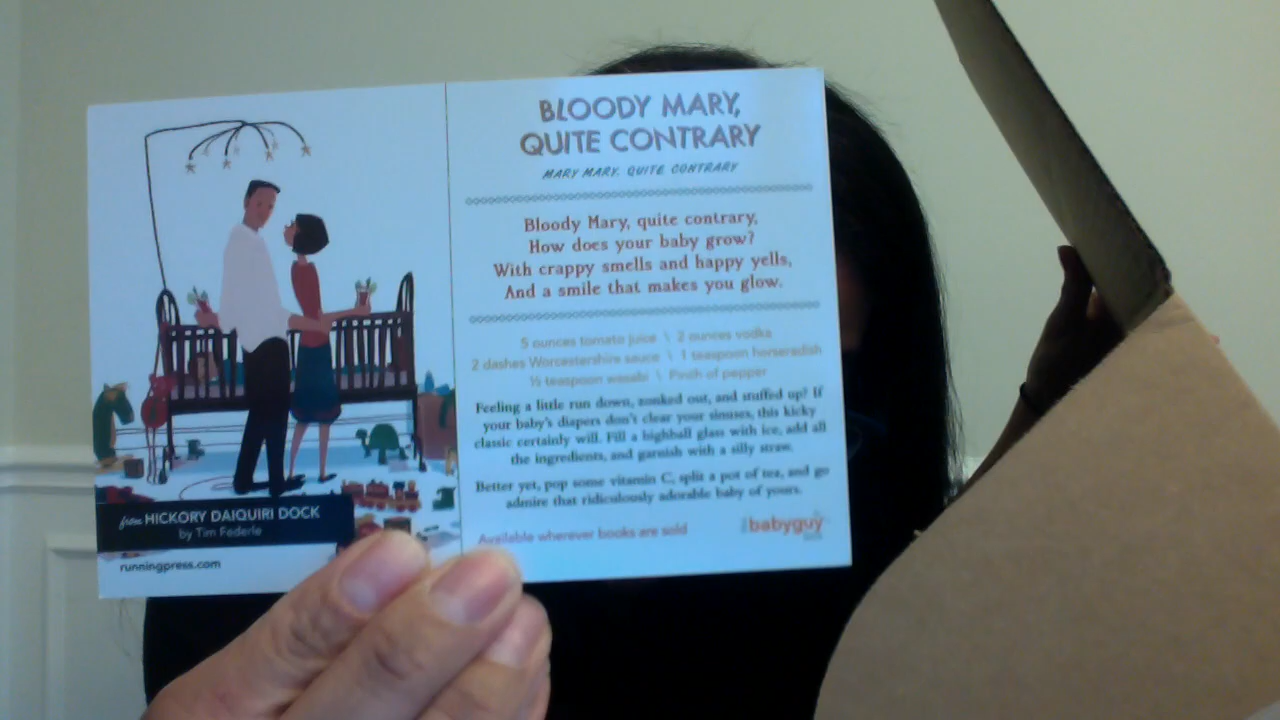 BLOODY MARY,
QUITE CONTRARY
MARY MARY, QUITE CONTRARY
Bloody Mary, quite contrary,
How does your baby grow?
With crappy smells and happy yells,
And a smile that makes you glow.
5 ounces tomato juice \ 2 ounces vodka
2 dashes Worcestershire sauce \ 1 teaspoon horseradish
½ teaspoon wasabi \ Pinch of pepper
Feeling a little run down, zonked out, and stuffed up? If
your baby's diapers don't clear your sinuses, this kicky
classic certainly will. Fill a highball glass with ice, add all
the ingredients, and garnish with a silly straw.
Better yet, pop some vitamin C, split a pot of tea, and go
admire that ridiculously adorable baby of yours.
Available wherever books are sold
babyguy
from HICKORY DAIQUIRI DOCK
by Tim Federle
runningpress.com